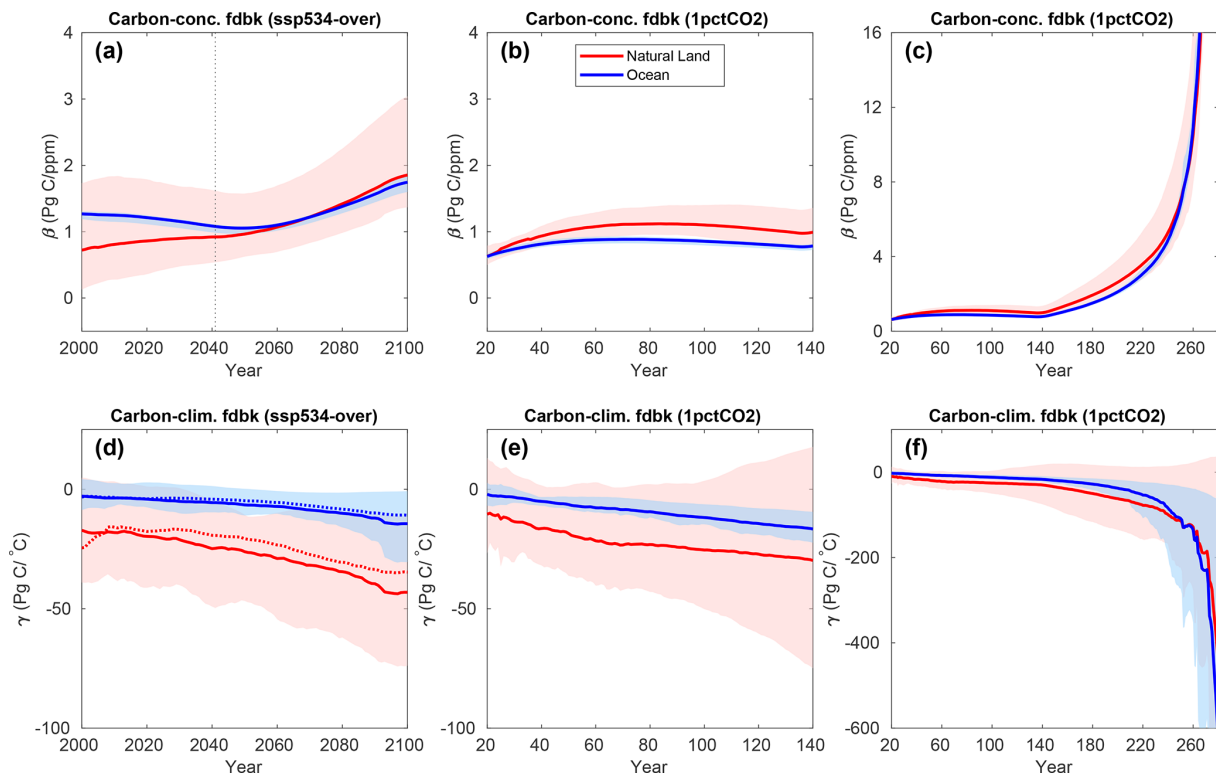 Carbon-conc. fdbk (ssp534-over)
(a)
4
3
2
1
0
β (Pg C/ppm)
2000 2020 2040 2060 2080 2100
Year
Carbon-conc. fdbk (1pctCO2)
(b)
Natural Land
Ocean
4
3
2
1
0
β (Pg C/ppm)
20 40 60 80 100 120 140
Year
Carbon-conc. fdbk (1pctCO2)
(c)
16
12
8
4
0
β (Pg C/ppm)
20 60 100 140 180 220 260
Year
Carbon-clim. fdbk (ssp534-over)
(d)
0
-50
-100
γ (Pg C/ °C)
2000 2020 2040 2060 2080 2100
Year
Carbon-clim. fdbk (1pctCO2)
(e)
0
-50
-100
γ (Pg C/ °C)
20 40 60 80 100 120 140
Year
Carbon-clim. fdbk (1pctCO2)
(f)
0
-200
-400
-600
γ (Pg C/ °C)
20 60 100 140 180 220 260
Year